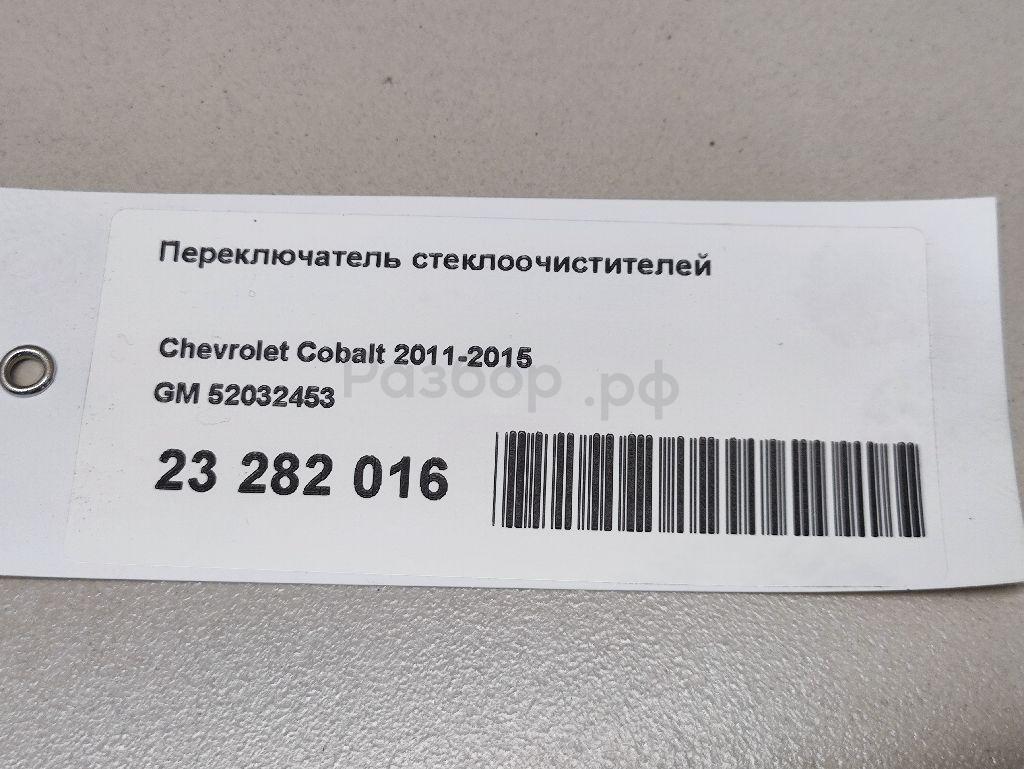 Переключатель стеклоочистителей
Chevrolet Cobalt 2011-2015
Разбор.рф
GM 52032453
23 282 016